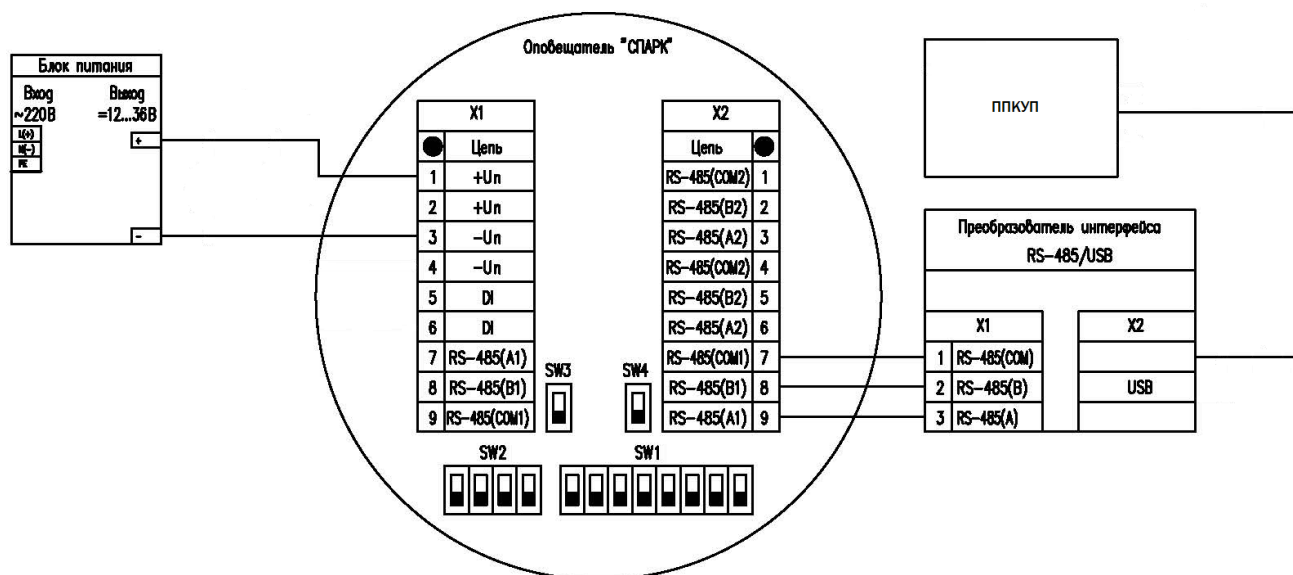 Оповещатель "СПАРК"
Блок питания
Вход Выход
~220В =12...36В
L(+)
N(-)
PE
+
-
X1
Цепь
1 +Uп
2 +Uп
3 -Uп
4 -Uп
5 DI
6 DI
7 RS-485(A1)
8 RS-485(B1)
9 RS-485(COM1)
X2
Цепь
RS-485(COM2) 1
RS-485(B2) 2
RS-485(A2) 3
RS-485(COM2) 4
RS-485(B2) 5
RS-485(A2) 6
RS-485(COM1) 7
RS-485(B1) 8
RS-485(A1) 9
SW3
SW4
SW2
SW1
ППКУП
Преобразователь интерфейса
RS-485/USB
X1
1 RS-485(COM)
2 RS-485(B)
3 RS-485(A)
X2
USB